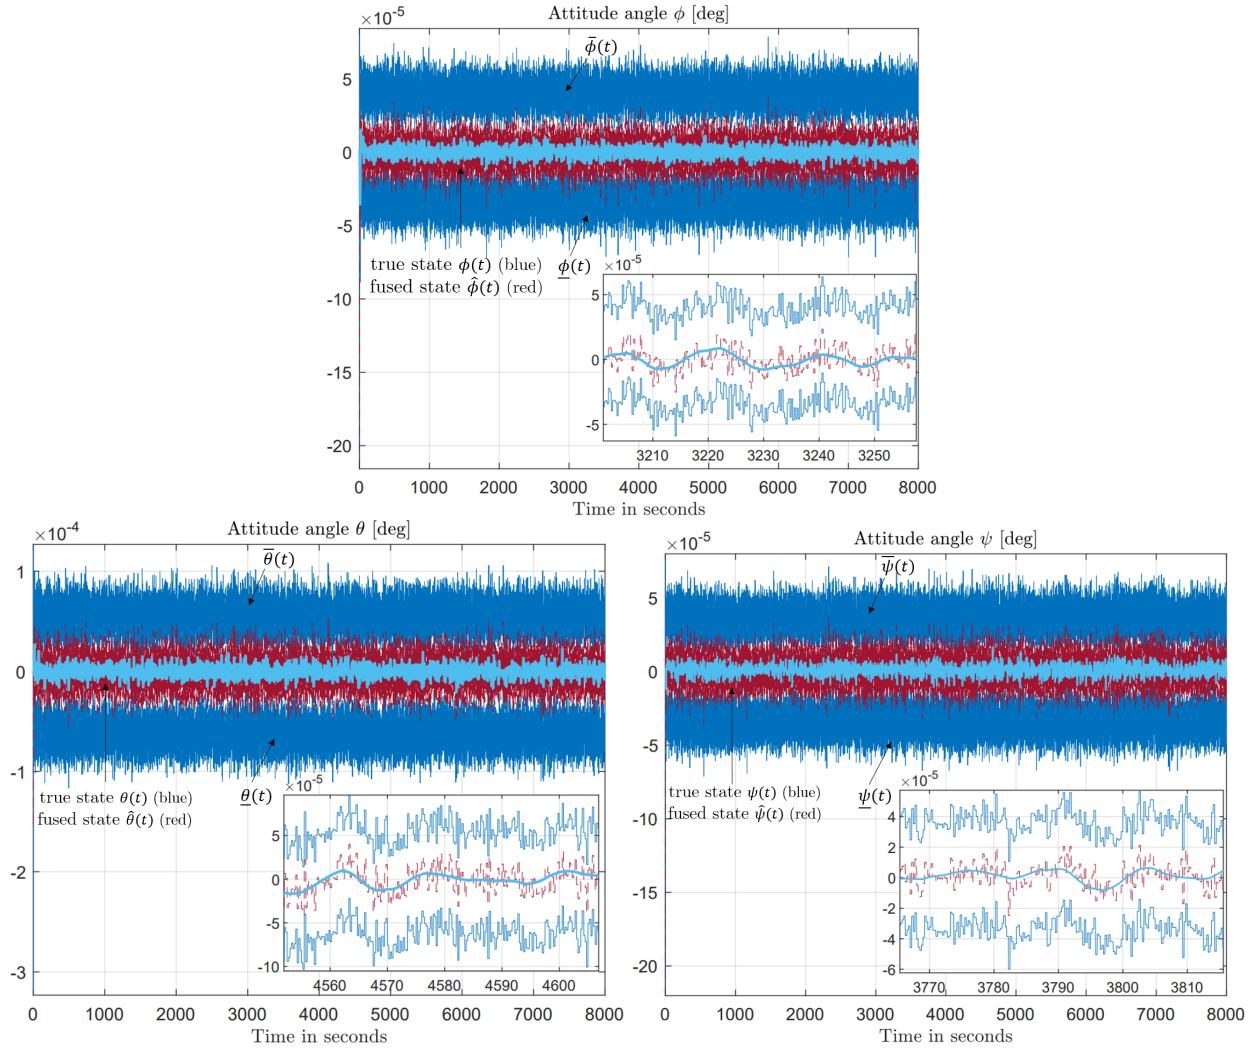 Attitude angle ϕ [deg]
×10⁻⁵
5
0
-5
-10
-15
-20
ϕ̅(t)
true state ϕ(t) (blue)
fused state ϕ̂(t) (red)
ϕ̲(t)
×10⁻⁵
5
0
-5
3210 3220 3230 3240 3250
0 1000 2000 3000 4000 5000 6000 7000 8000
Time in seconds
Attitude angle θ [deg]
×10⁻⁴
1
0
-1
-2
-3
θ̅(t)
true state θ(t) (blue)
fused state θ̂(t) (red)
θ̲(t)
×10⁻⁵
5
0
-5
-10
4560 4570 4580 4590 4600
0 1000 2000 3000 4000 5000 6000 7000 8000
Time in seconds
Attitude angle ψ [deg]
×10⁻⁵
5
0
-5
-10
-15
-20
ψ̅(t)
true state ψ(t) (blue)
fused state ψ̂(t) (red)
ψ̲(t)
×10⁻⁵
4
2
0
-2
-4
-6
3770 3780 3790 3800 3810
0 1000 2000 3000 4000 5000 6000 7000 8000
Time in seconds